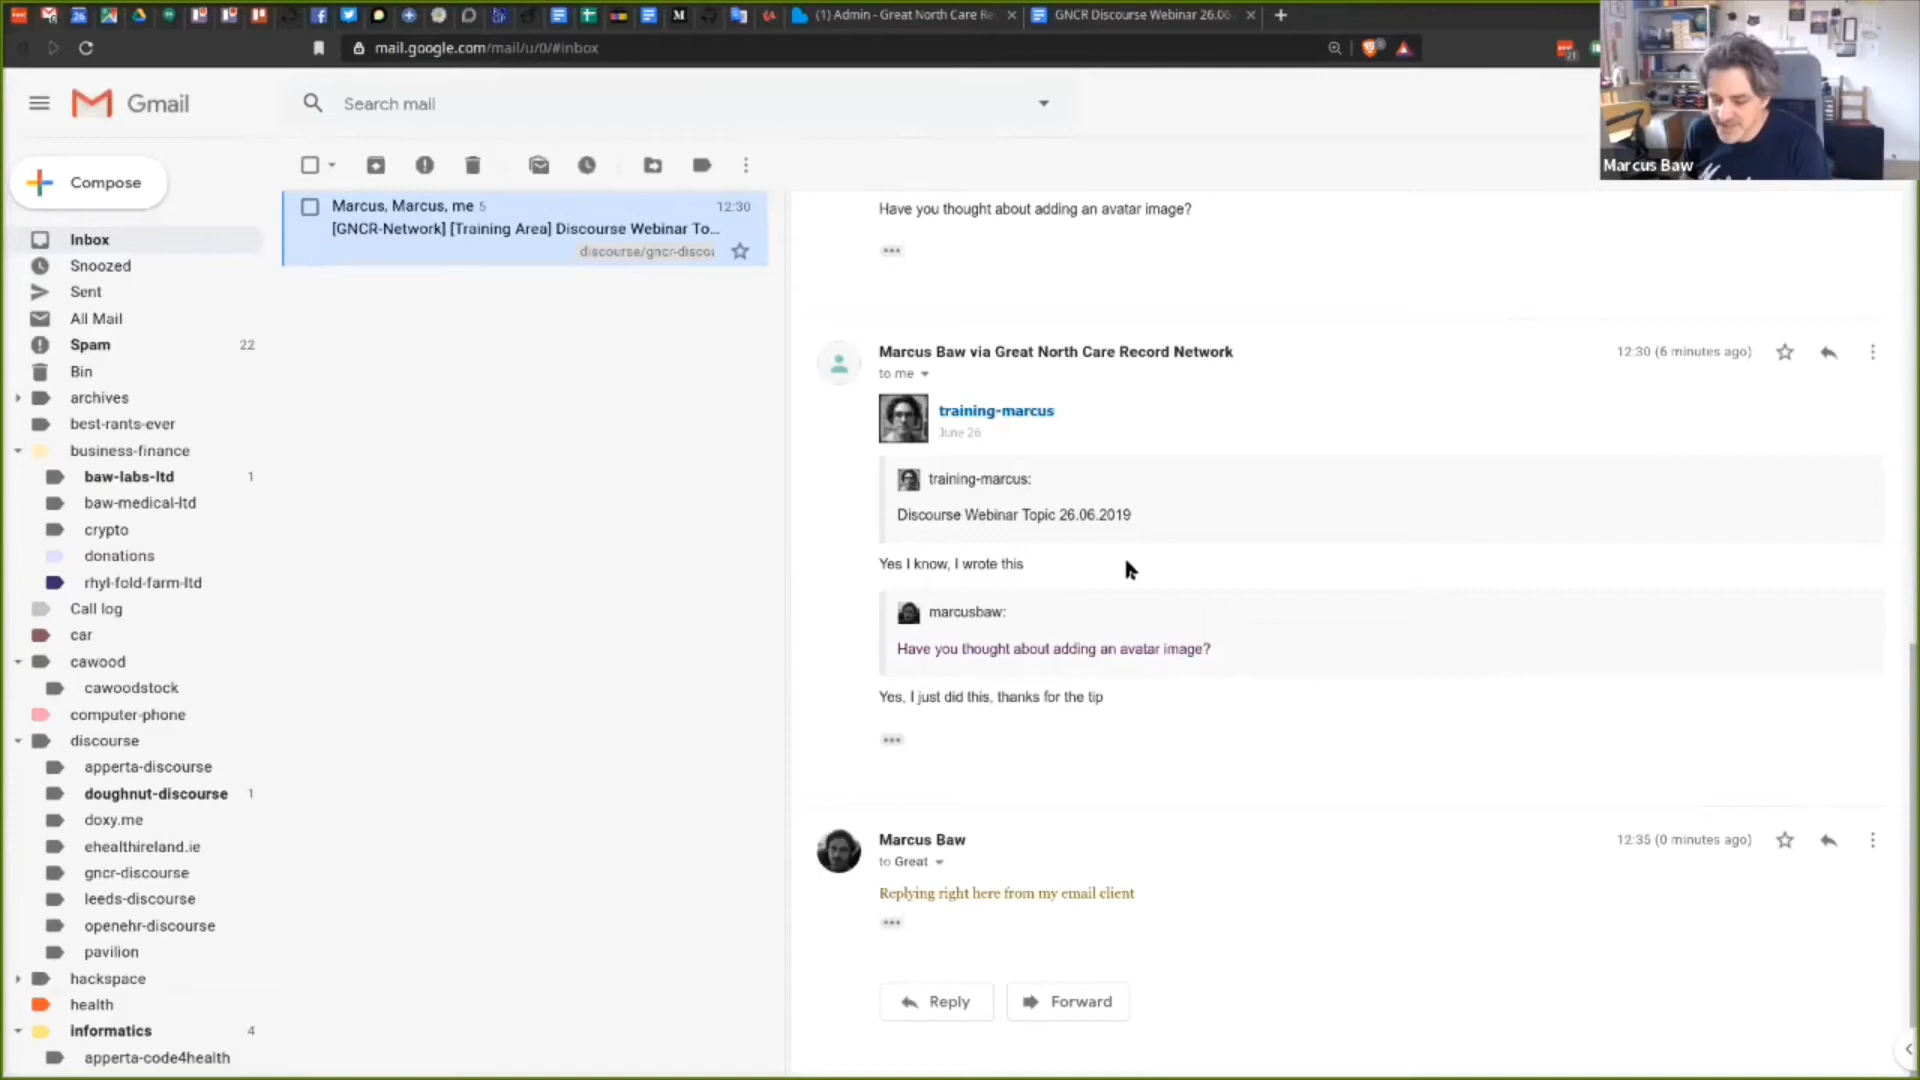 (1) Admin - Great North Care Re
GNCR Discourse Webinar 26.06.
mail.google.com/mail/u/0/#inbox
21
Marcus Baw
Gmail
Search mail
Compose
Inbox
Snoozed
Sent
All Mail
Spam 22
Bin
archives
best-rants-ever
business-finance
baw-labs-ltd 1
baw-medical-ltd
crypto
donations
rhyl-fold-farm-ltd
Call log
car
cawood
cawoodstock
computer-phone
discourse
apperta-discourse
doughnut-discourse 1
doxy.me
ehealthireland.ie
gncr-discourse
leeds-discourse
openehr-discourse
pavilion
hackspace
health
informatics 4
apperta-code4health
Marcus, Marcus, me 5 12:30
[GNCR-Network] [Training Area] Discourse Webinar To...
discourse/gncr-discou
Have you thought about adding an avatar image?
Marcus Baw via Great North Care Record Network 12:30 (6 minutes ago)
to me
training-marcus
June 26
training-marcus:
Discourse Webinar Topic 26.06.2019
Yes I know, I wrote this
marcusbaw:
Have you thought about adding an avatar image?
Yes, I just did this, thanks for the tip
Marcus Baw 12:35 (0 minutes ago)
to Great
Replying right here from my email client
Reply Forward